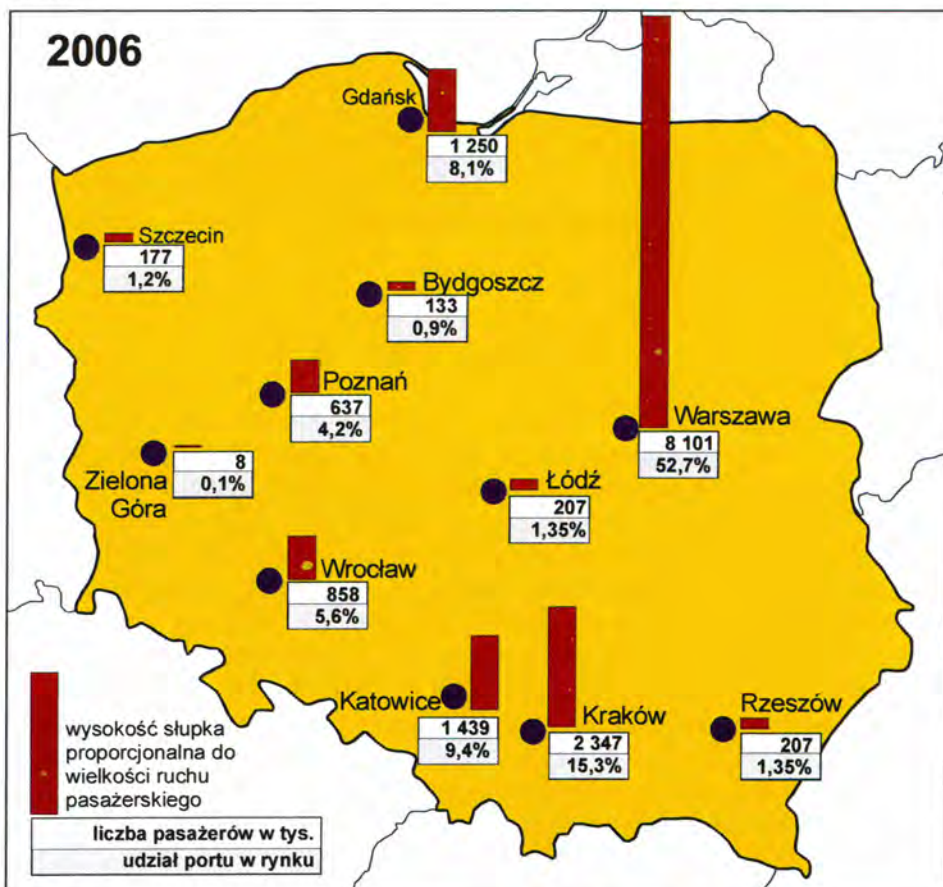 2006
Gdańsk
1 250
8,1%
Szczecin
177
1,2%
Bydgoszcz
133
0,9%
Poznań
637
4,2%
Warszawa
8 101
52,7%
Zielona
Góra
8
0,1%
Łódź
207
1,35%
Wrocław
858
5,6%
Katowice
1 439
9,4%
Kraków
2 347
15,3%
Rzeszów
207
1,35%
wysokość słupka
proporcjonalna do
wielkości ruchu
pasażerskiego
liczba pasażerów w tys.
udział portu w rynku